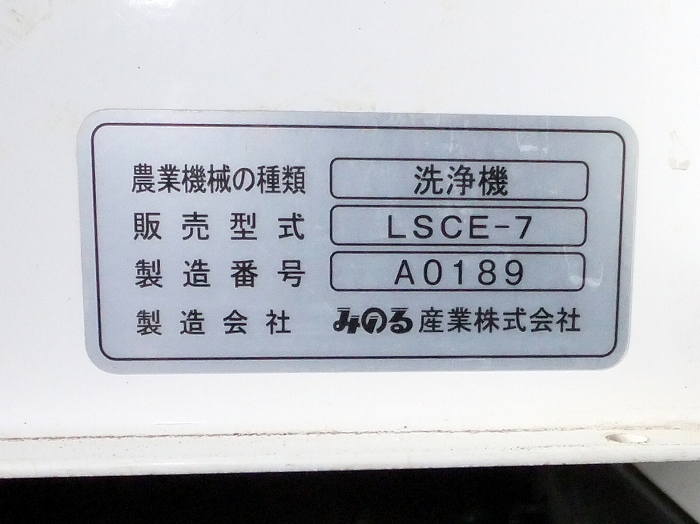 農業機械の種類 洗浄機
販売型式 LSCE-7
製造番号 A0189
製造会社 みのる産業株式会社